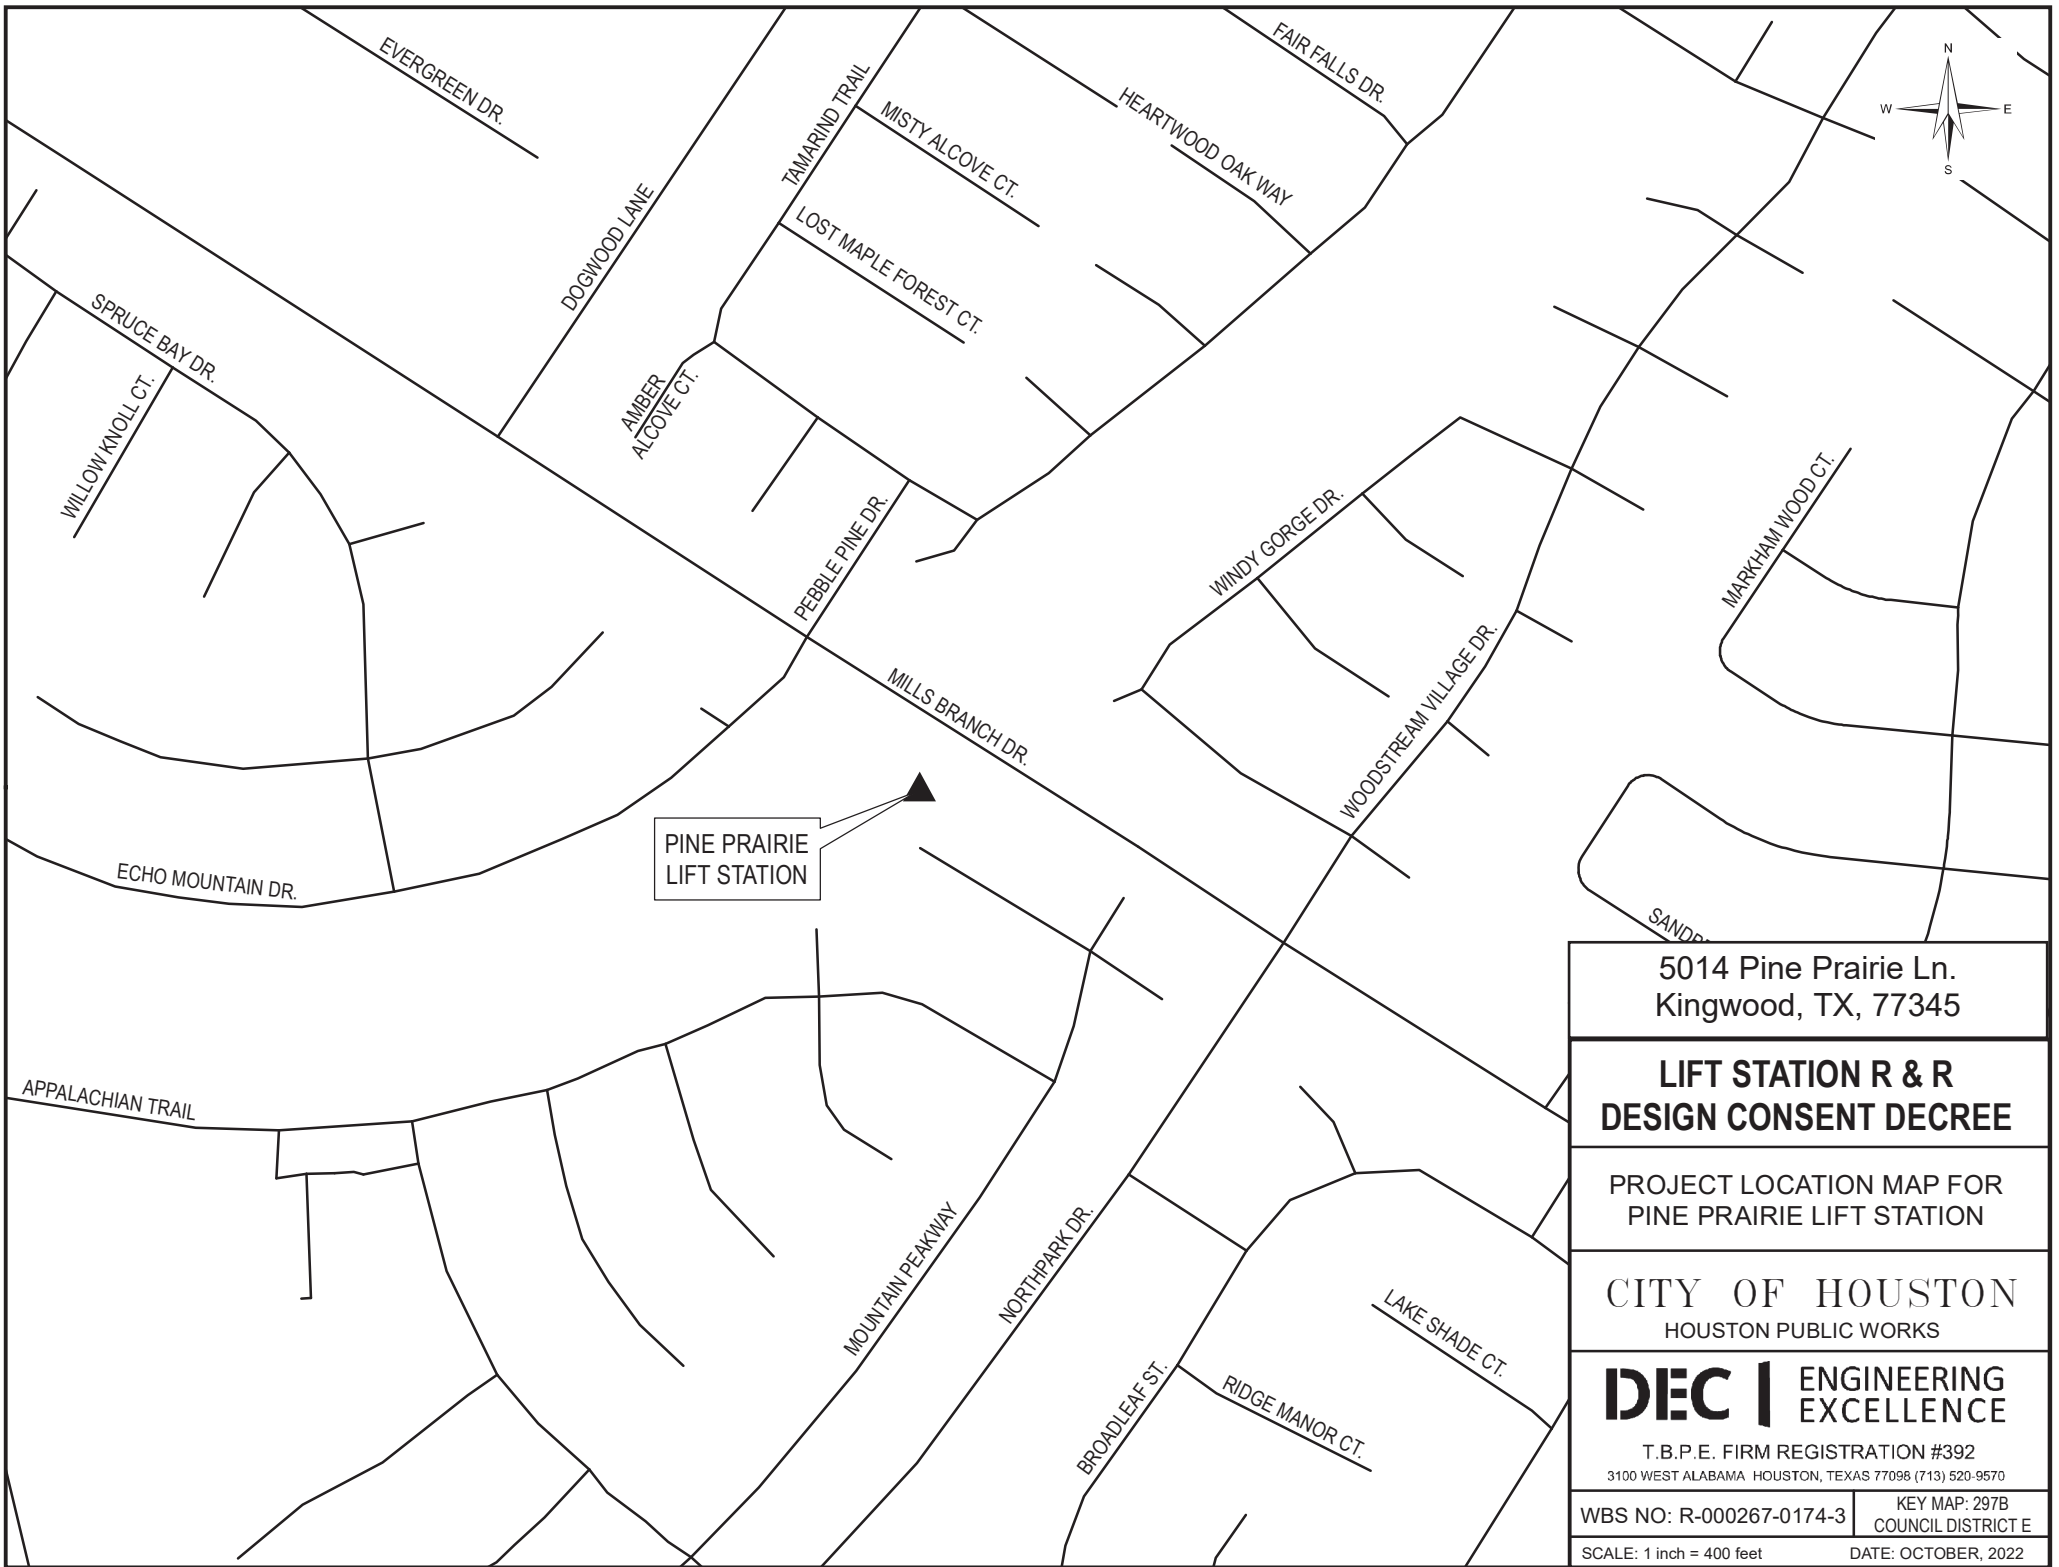 EVERGREEN DR.
FAIR FALLS DR.
N
W
E
S
TAMARIND TRAIL
MISTY ALCOVE CT.
HEARTWOOD OAK WAY
DOGWOOD LANE
LOST MAPLE FOREST CT.
SPRUCE BAY DR.
WILLOW KNOLL CT.
AMBER
ALCOVE CT.
PEBBLE PINE DR.
WINDY GORGE DR.
MARKHAM WOOD CT.
MILLS BRANCH DR.
WOODSTREAM VILLAGE DR.
PINE PRAIRIE
LIFT STATION
ECHO MOUNTAIN DR.
APPALACHIAN TRAIL
MOUNTAIN PEAKWAY
NORTHPARK DR.
LAKE SHADE CT.
BROADLEAF ST.
RIDGE MANOR CT.
5014 Pine Prairie Ln.
Kingwood, TX, 77345
LIFT STATION R & R
DESIGN CONSENT DECREE
PROJECT LOCATION MAP FOR
PINE PRAIRIE LIFT STATION
CITY OF HOUSTON
HOUSTON PUBLIC WORKS
DEC | ENGINEERING
EXCELLENCE
T.B.P.E. FIRM REGISTRATION #392
3100 WEST ALABAMA HOUSTON, TEXAS 77098 (713) 520-9570
WBS NO: R-000267-0174-3
KEY MAP: 297B
COUNCIL DISTRICT E
SCALE: 1 inch = 400 feet
DATE: OCTOBER, 2022